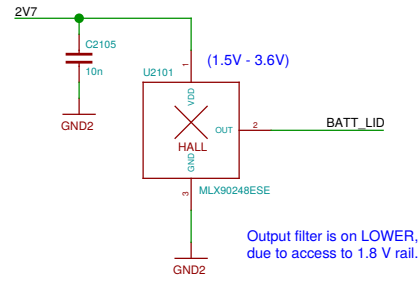 2V7
C2105
10n
GND2
U2101
(1.5V - 3.6V)
1
VDD
HALL
OUT
2
BATT_LID
GND
3
MLX90248ESE
GND2
Output filter is on LOWER,
due to access to 1.8 V rail.